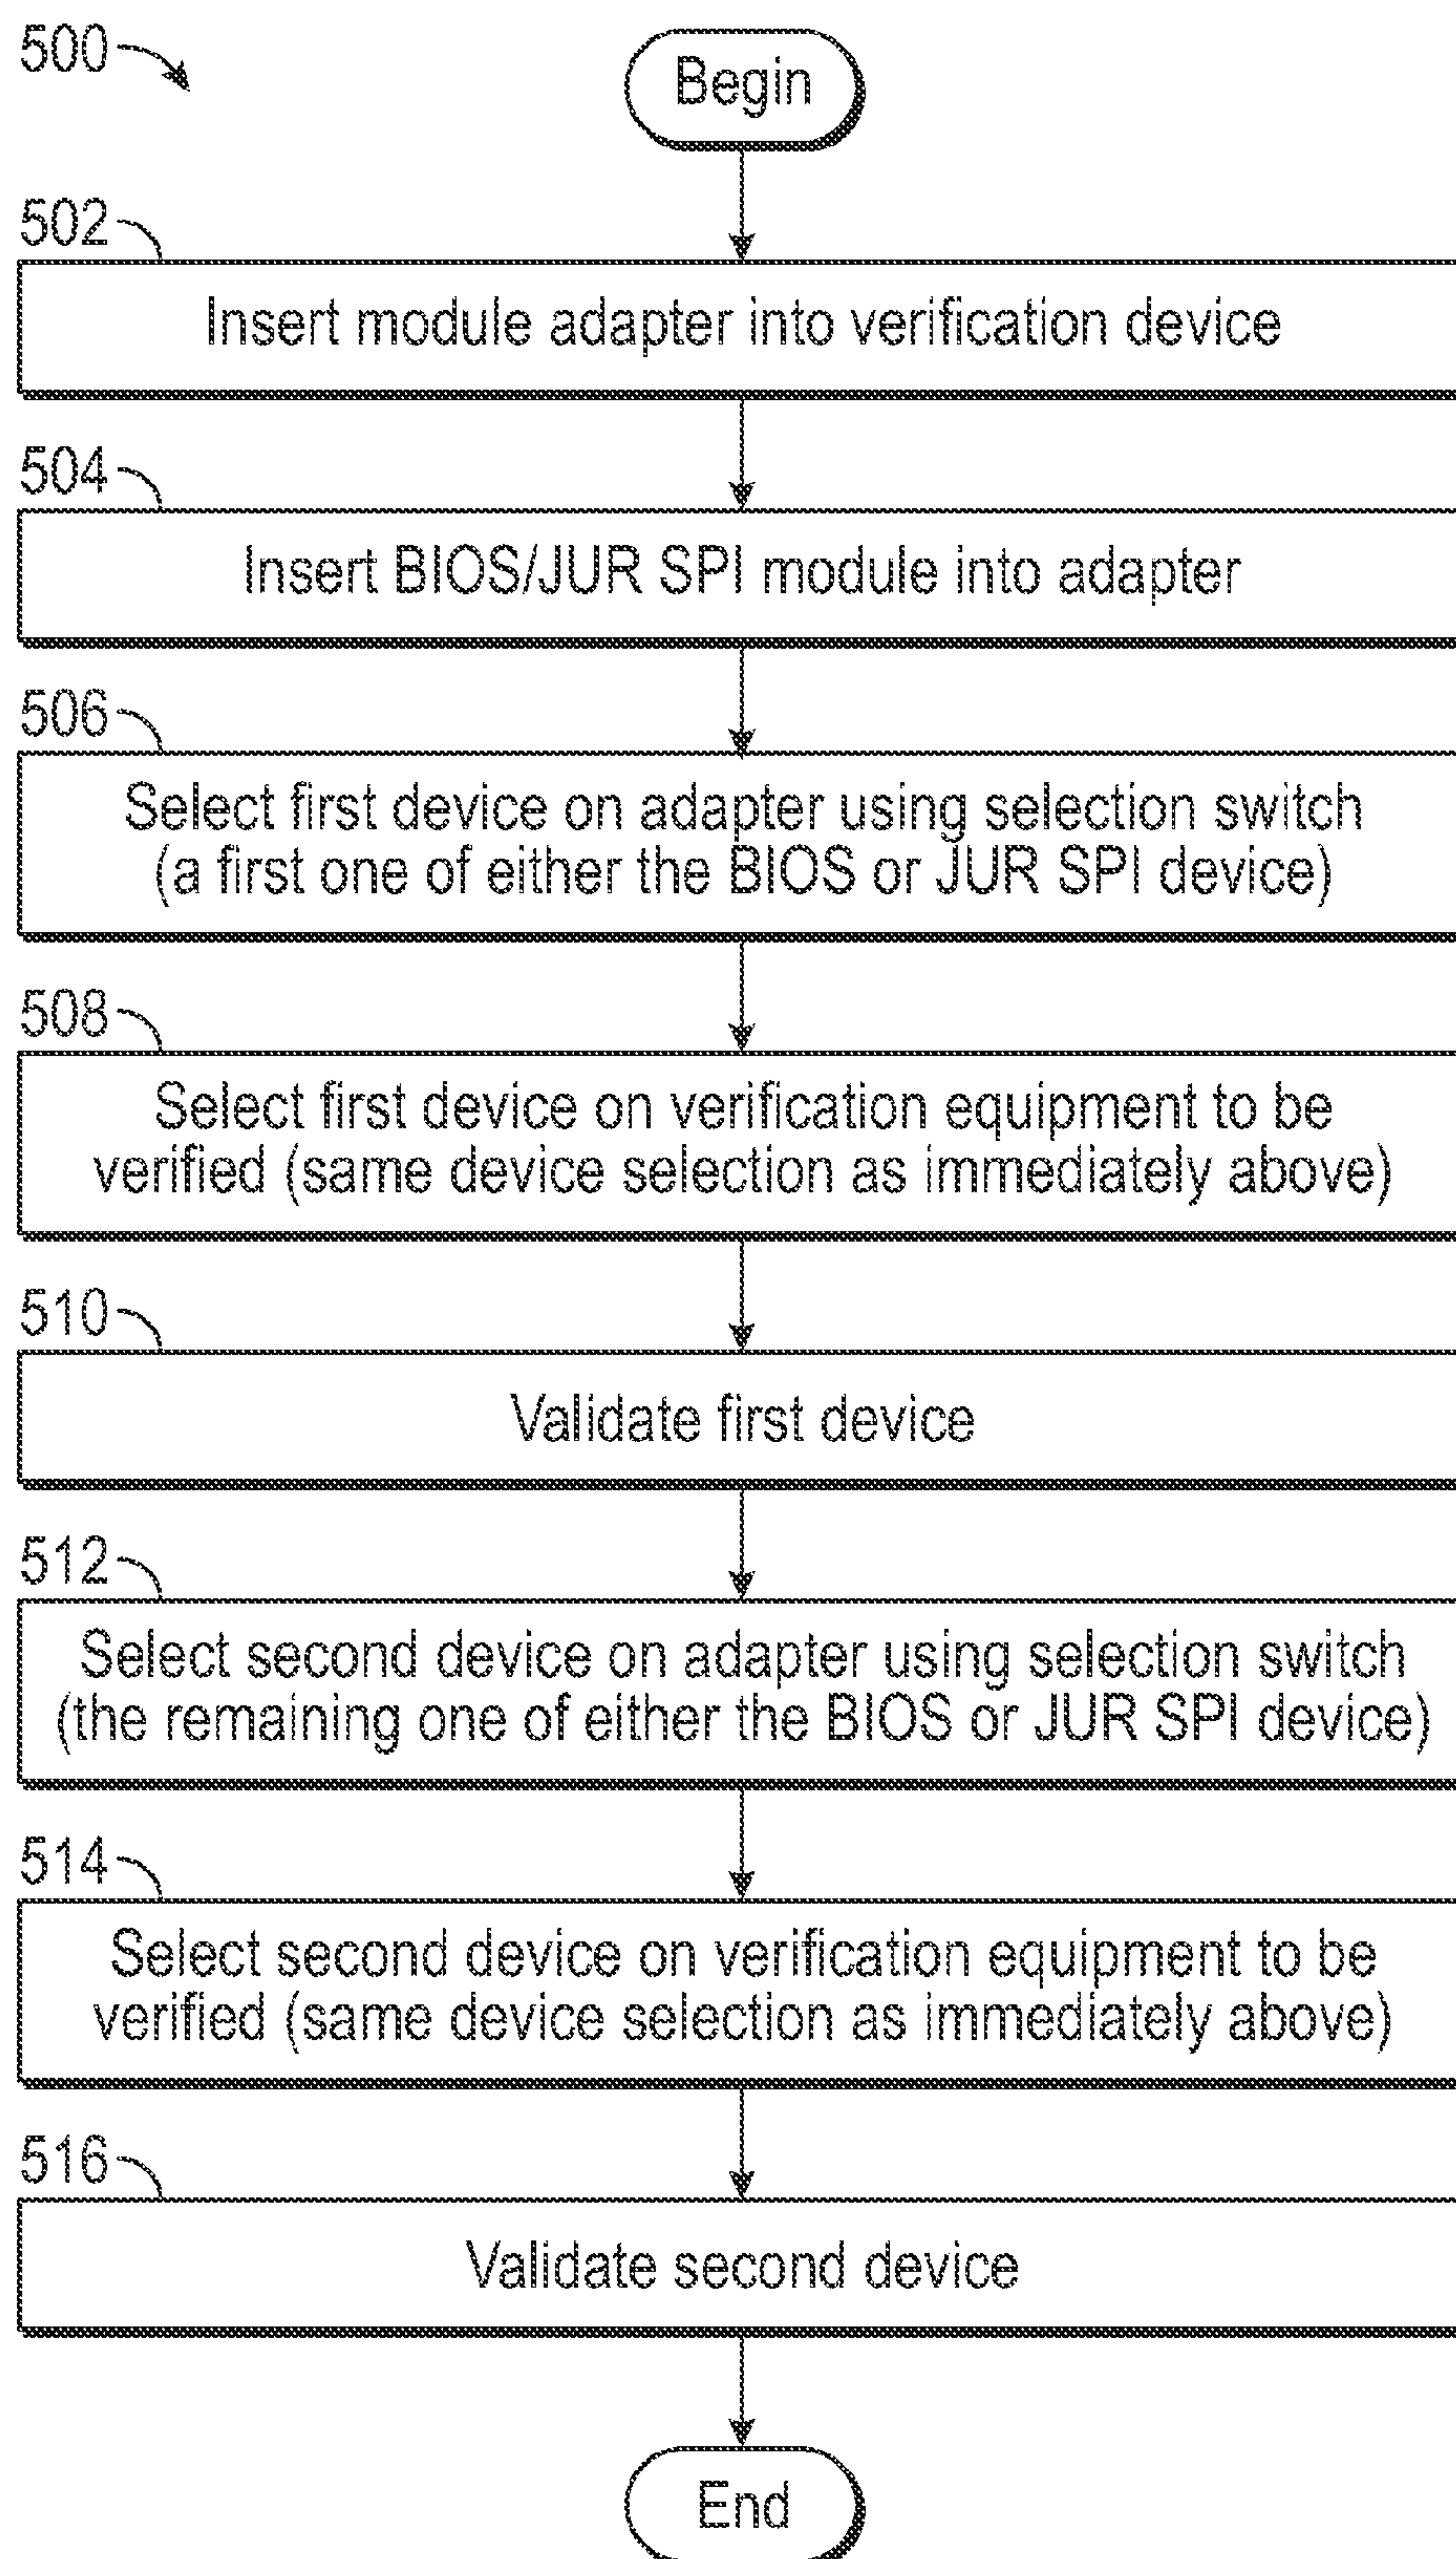 500
Begin
502
Insert module adapter into verification device
504
Insert BIOS/JUR SPI module into adapter
506
Select first device on adapter using selection switch
(a first one of either the BIOS or JUR SPI device)
508
Select first device on verification equipment to be
verified (same device selection as immediately above)
510
Validate first device
512
Select second device on adapter using selection switch
(the remaining one of either the BIOS or JUR SPI device)
514
Select second device on verification equipment to be
verified (same device selection as immediately above)
516
Validate second device
End